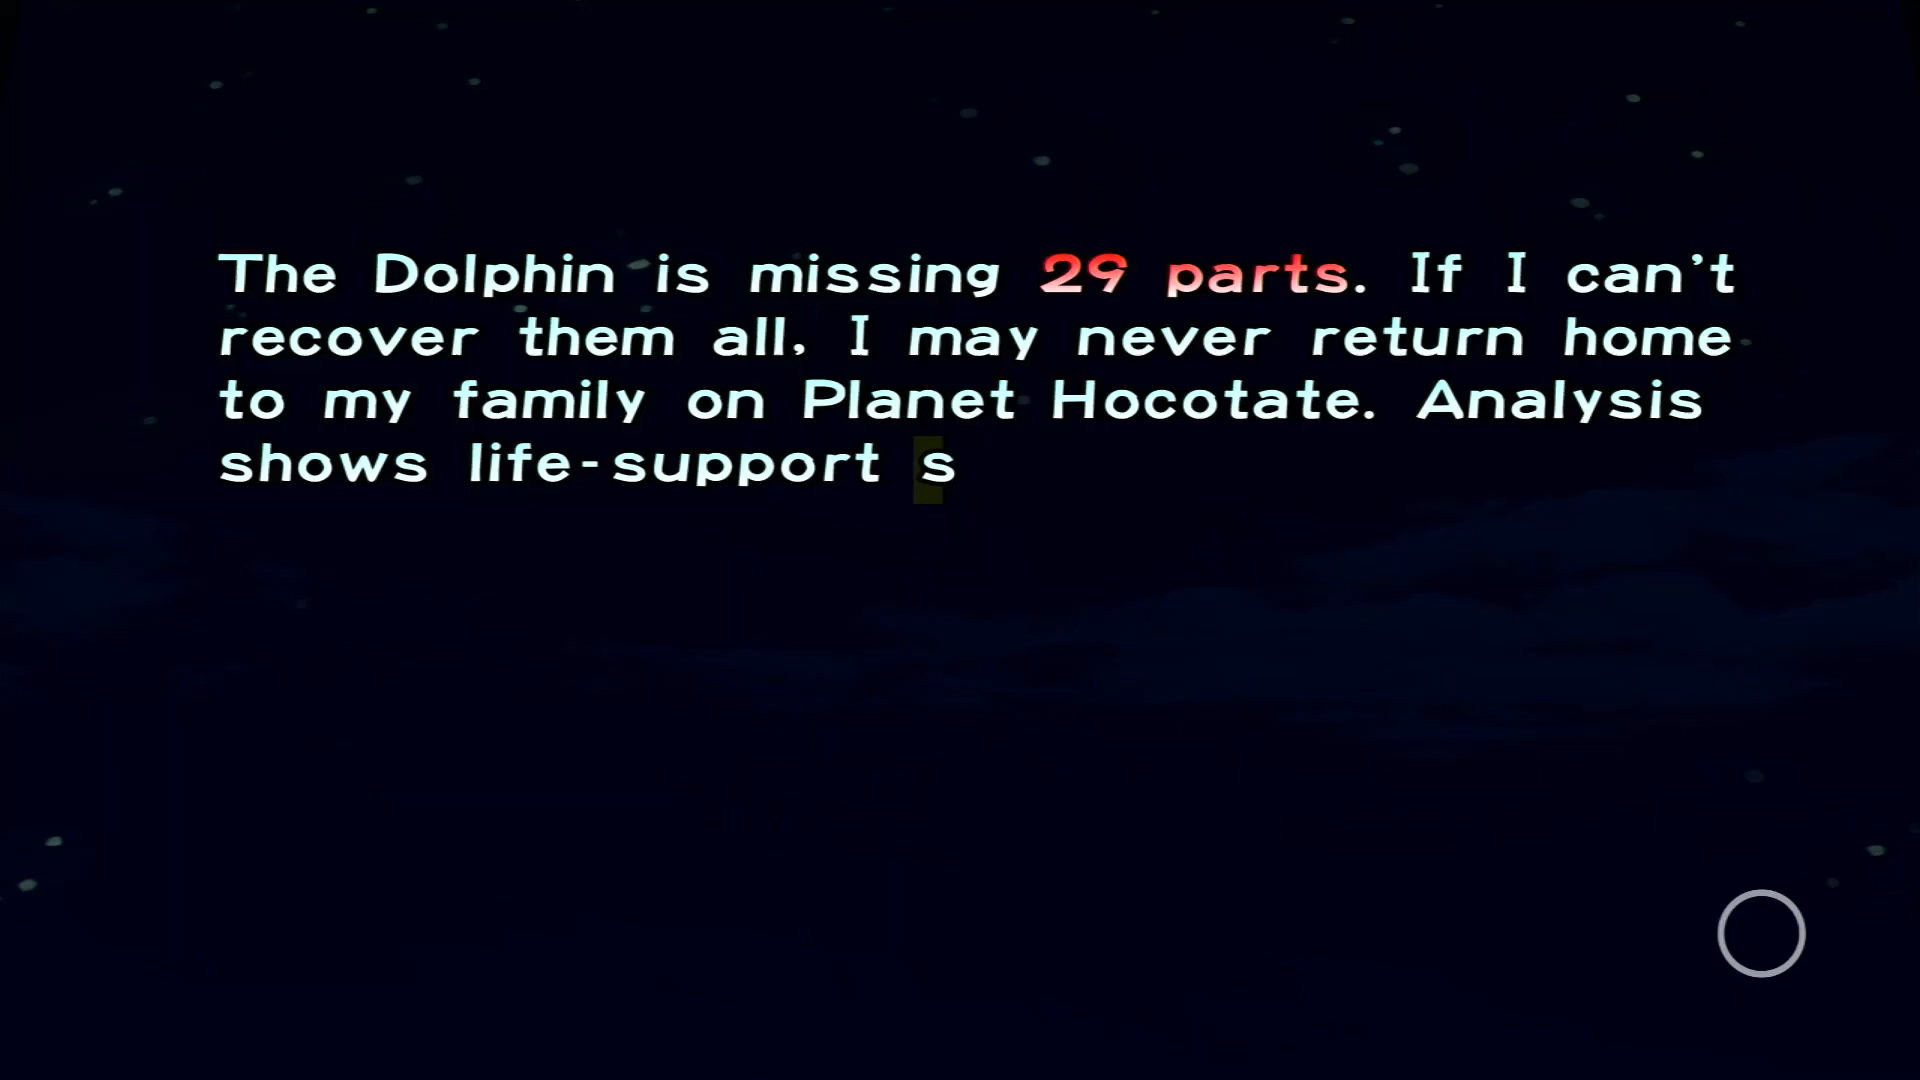 The Dolphin is missing 29 parts. If I can't
recover them all, I may never return home
to my family on Planet Hocotate. Analysis
shows life-support s